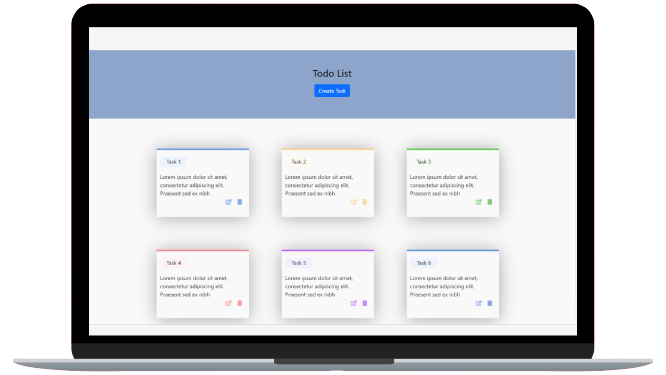 Todo List
Create Task
Task 1
Lorem ipsum dolor sit amet,
consectetur adipiscing elit.
Praesent sed ex nibh
Task 2
Lorem ipsum dolor sit amet,
consectetur adipiscing elit.
Praesent sed ex nibh
Task 3
Lorem ipsum dolor sit amet,
consectetur adipiscing elit.
Praesent sed ex nibh
Task 4
Lorem ipsum dolor sit amet,
consectetur adipiscing elit.
Praesent sed ex nibh
Task 5
Lorem ipsum dolor sit amet,
consectetur adipiscing elit.
Praesent sed ex nibh
Task 6
Lorem ipsum dolor sit amet,
consectetur adipiscing elit.
Praesent sed ex nibh